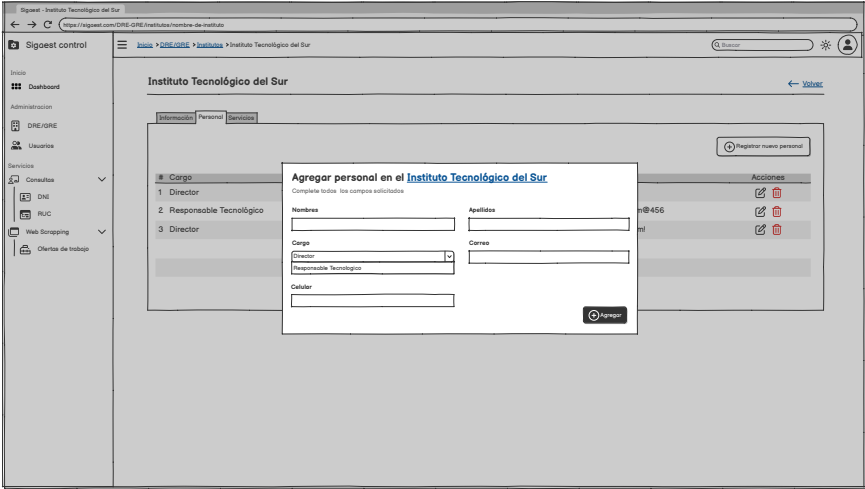 Sigaest - Instituto Tecnológico del Sur
https://sigaest.com/DRE-GRE/institutos/nombre-de-instituto
Sigaest control
Inicio > DRE/GRE > Institutos > Instituto Tecnológico del Sur
Buscar
Inicio
Dashboard
Administracion
DRE/GRE
Usuarios
Servicios
Consultas
DNI
RUC
Web Scrapping
Ofertas de trabajo
Instituto Tecnológico del Sur
Volver
Información Personal Servicios
Registrar nuevo personal
# Cargo Acciones
1 Director
2 Responsable Tecnológico n@456
3 Director m!
Agregar personal en el Instituto Tecnológico del Sur
Complete todos los campos solicitados
Nombres Apellidos
Cargo Correo
Director
Responsable Tecnologico
Celular
Agregar